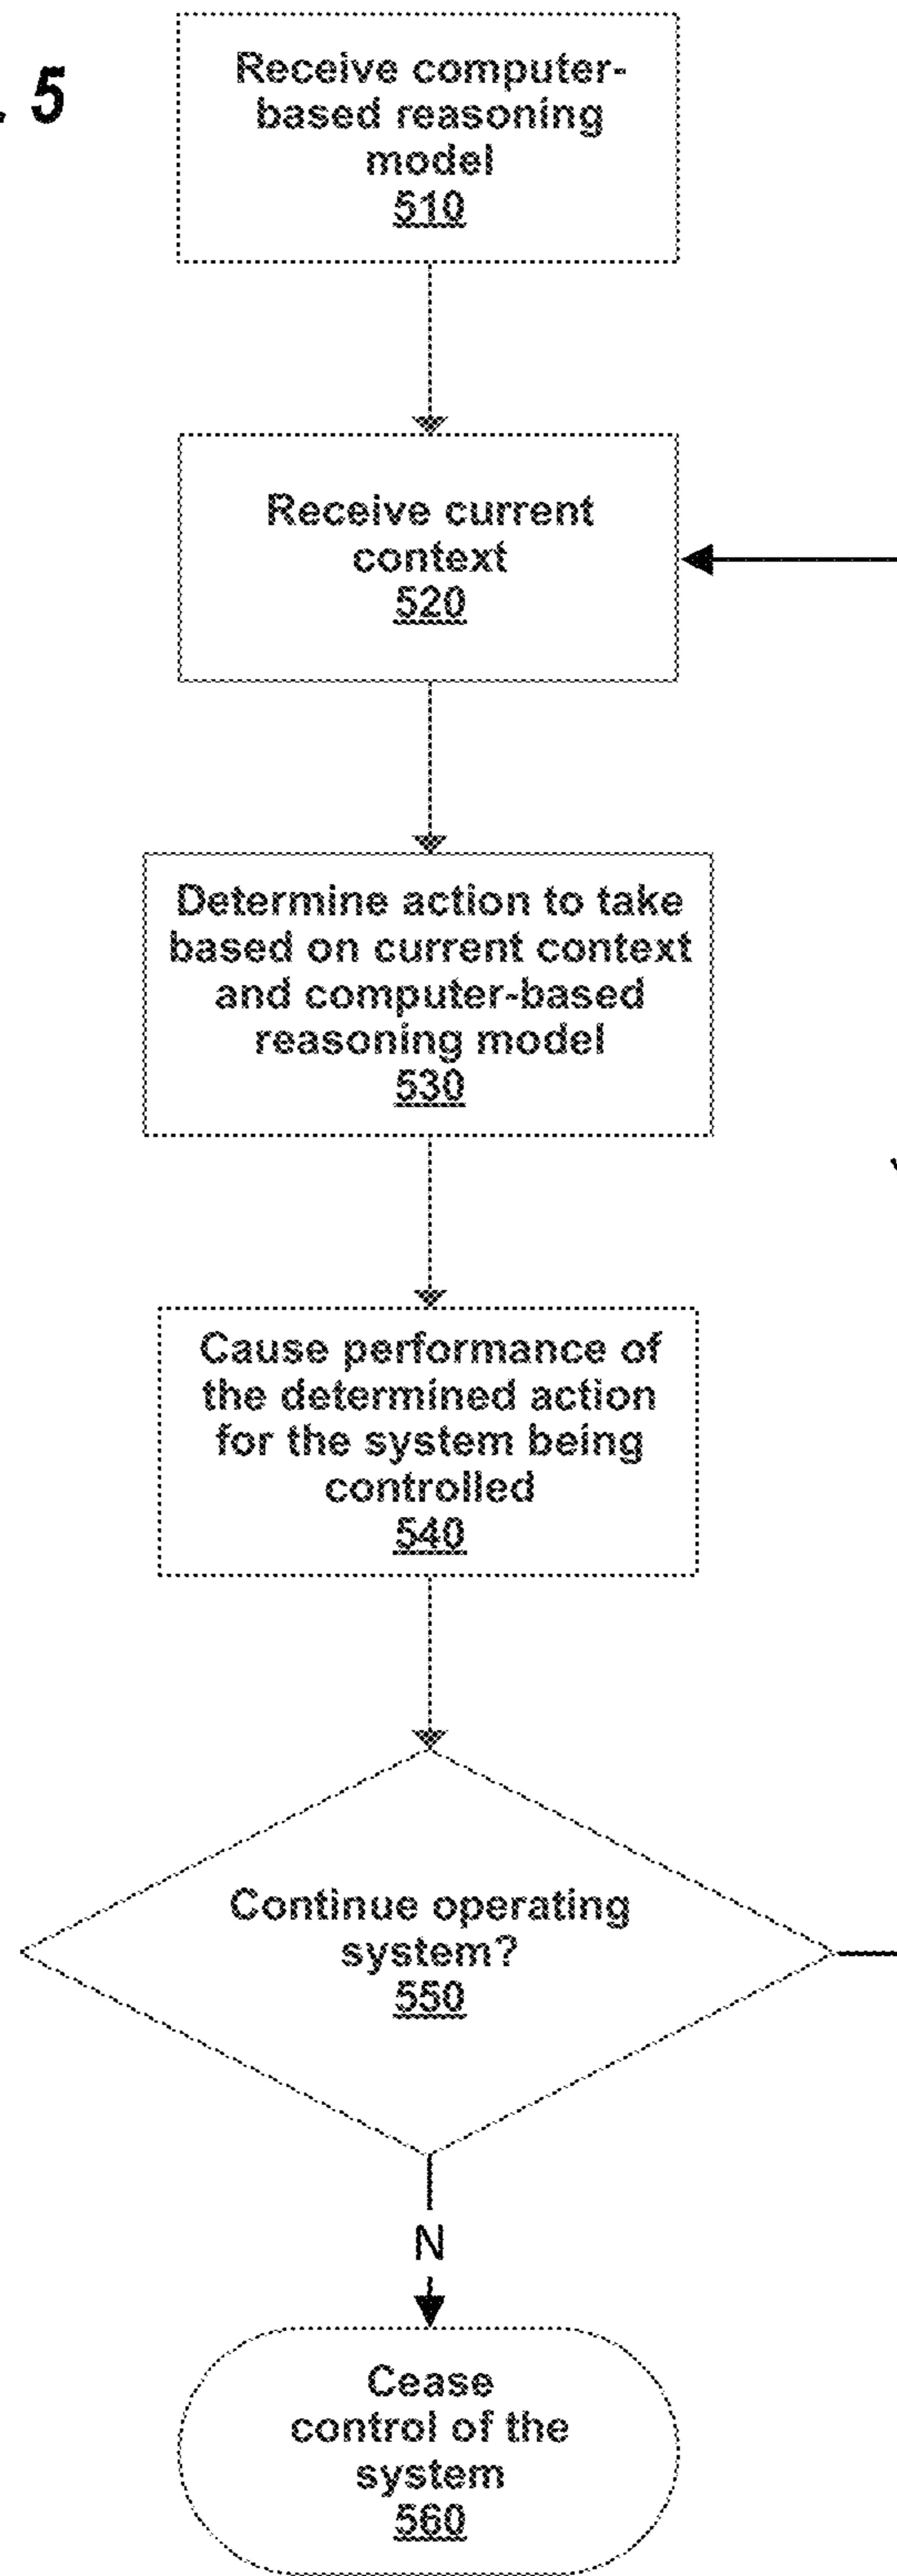 . 5
Receive computer-
based reasoning
model
510
Receive current
context
520
Determine action to take
based on current context
and computer-based
reasoning model
530
Cause performance of
the determined action
for the system being
controlled
540
Continue operating
system?
550
N
Cease
control of the
system
560